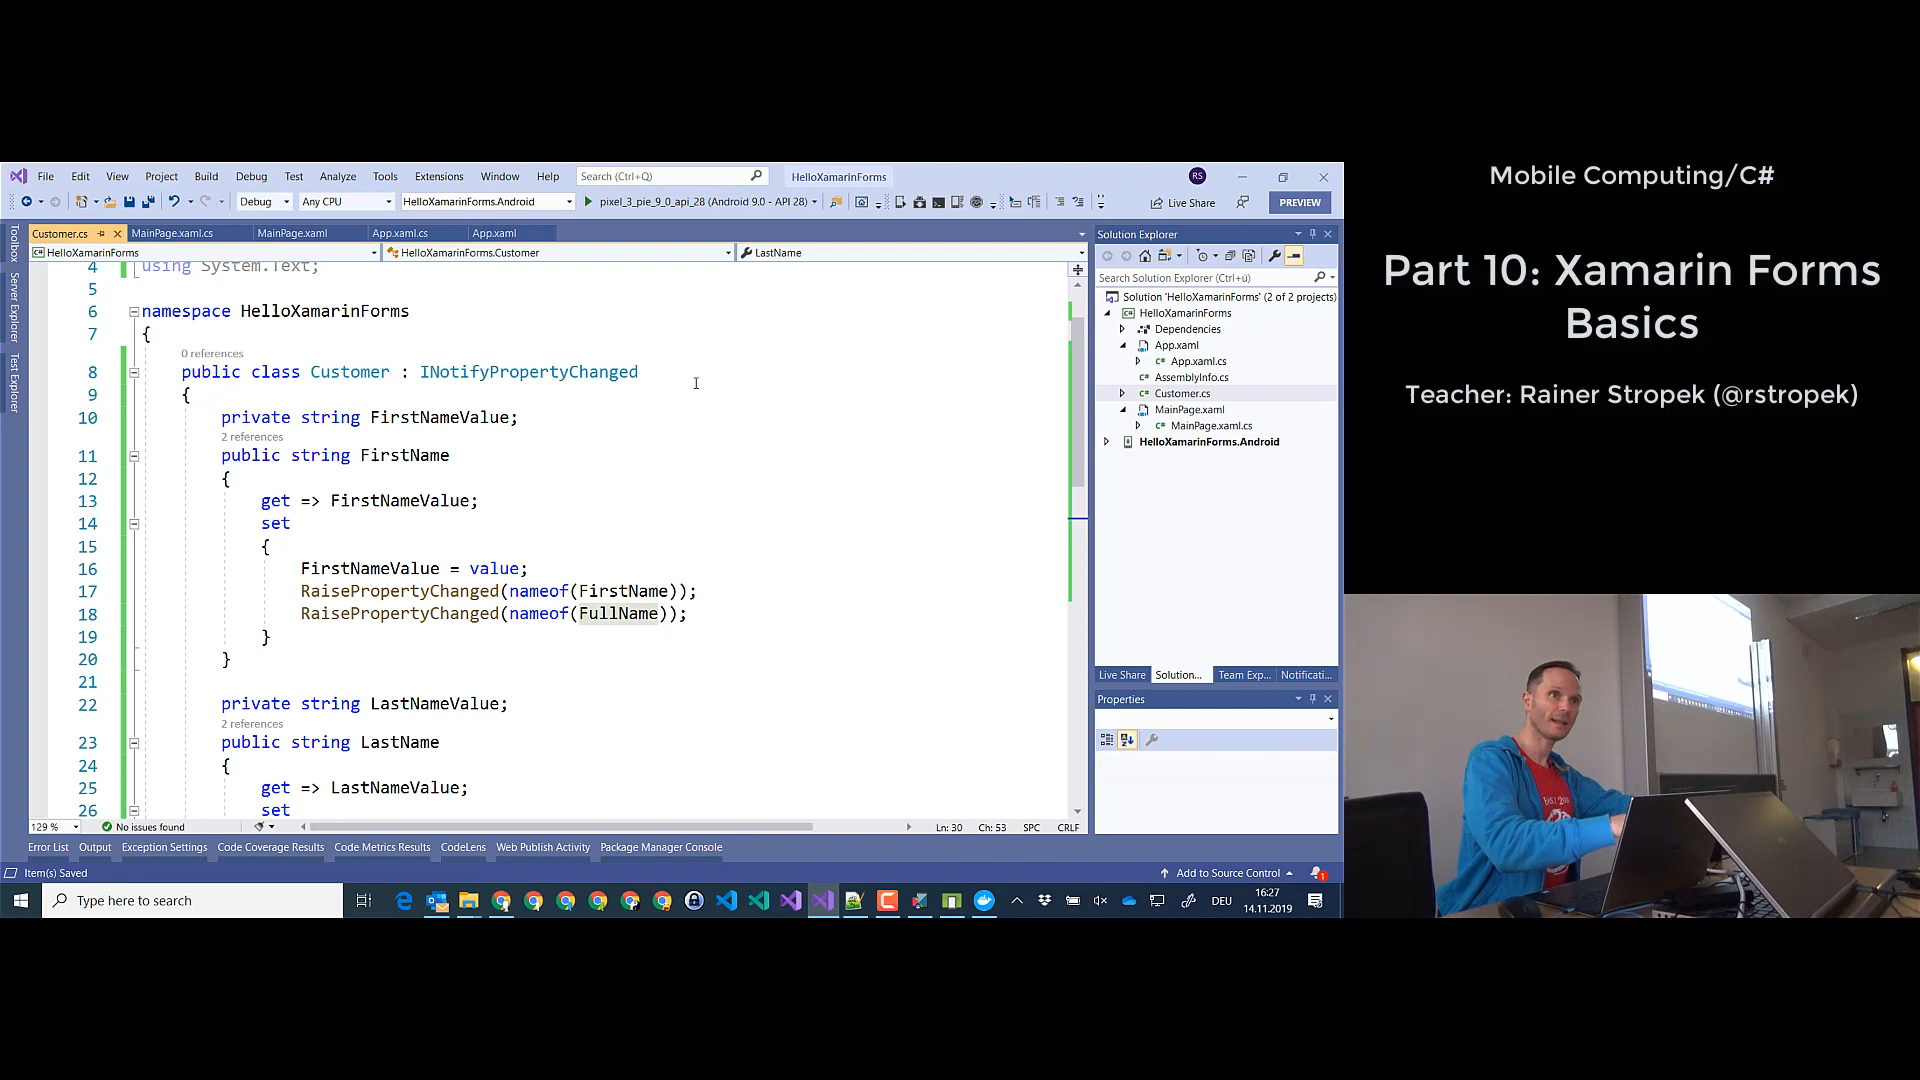 File Edit View Project Build Debug Test Analyze Tools Extensions Window Help Search (Ctrl+Q) HelloXamarinForms RS
Debug Any CPU HelloXamarinForms.Android pixel_3_pie_9_0_api_28 (Android 9.0 - API 28) Live Share PREVIEW
Customer.cs MainPage.xaml.cs MainPage.xaml App.xaml.cs App.xaml
HelloXamarinForms HelloXamarinForms.Customer LastName
Toolbox
Server Explorer
Test Explorer
4 using System.Text;
5
6 namespace HelloXamarinForms
7 {
0 references
8 public class Customer : INotifyPropertyChanged
9 {
10 private string FirstNameValue;
2 references
11 public string FirstName
12 {
13 get => FirstNameValue;
14 set
15 {
16 FirstNameValue = value;
17 RaisePropertyChanged(nameof(FirstName));
18 RaisePropertyChanged(nameof(FullName));
19 }
20 }
21
22 private string LastNameValue;
2 references
23 public string LastName
24 {
25 get => LastNameValue;
26 set
129 % No issues found Ln: 30 Ch: 53 SPC CRLF
Error List Output Exception Settings Code Coverage Results Code Metrics Results CodeLens Web Publish Activity Package Manager Console
Item(s) Saved Add to Source Control 1
Solution Explorer
Search Solution Explorer (Ctrl+ü)
Solution 'HelloXamarinForms' (2 of 2 projects)
HelloXamarinForms
Dependencies
App.xaml
App.xaml.cs
AssemblyInfo.cs
Customer.cs
MainPage.xaml
MainPage.xaml.cs
HelloXamarinForms.Android
Live Share Solution... Team Exp... Notificati...
Properties
Type here to search DEU 16:27
14.11.2019
Mobile Computing/C#
Part 10: Xamarin Forms
Basics
Teacher: Rainer Stropek (@rstropek)